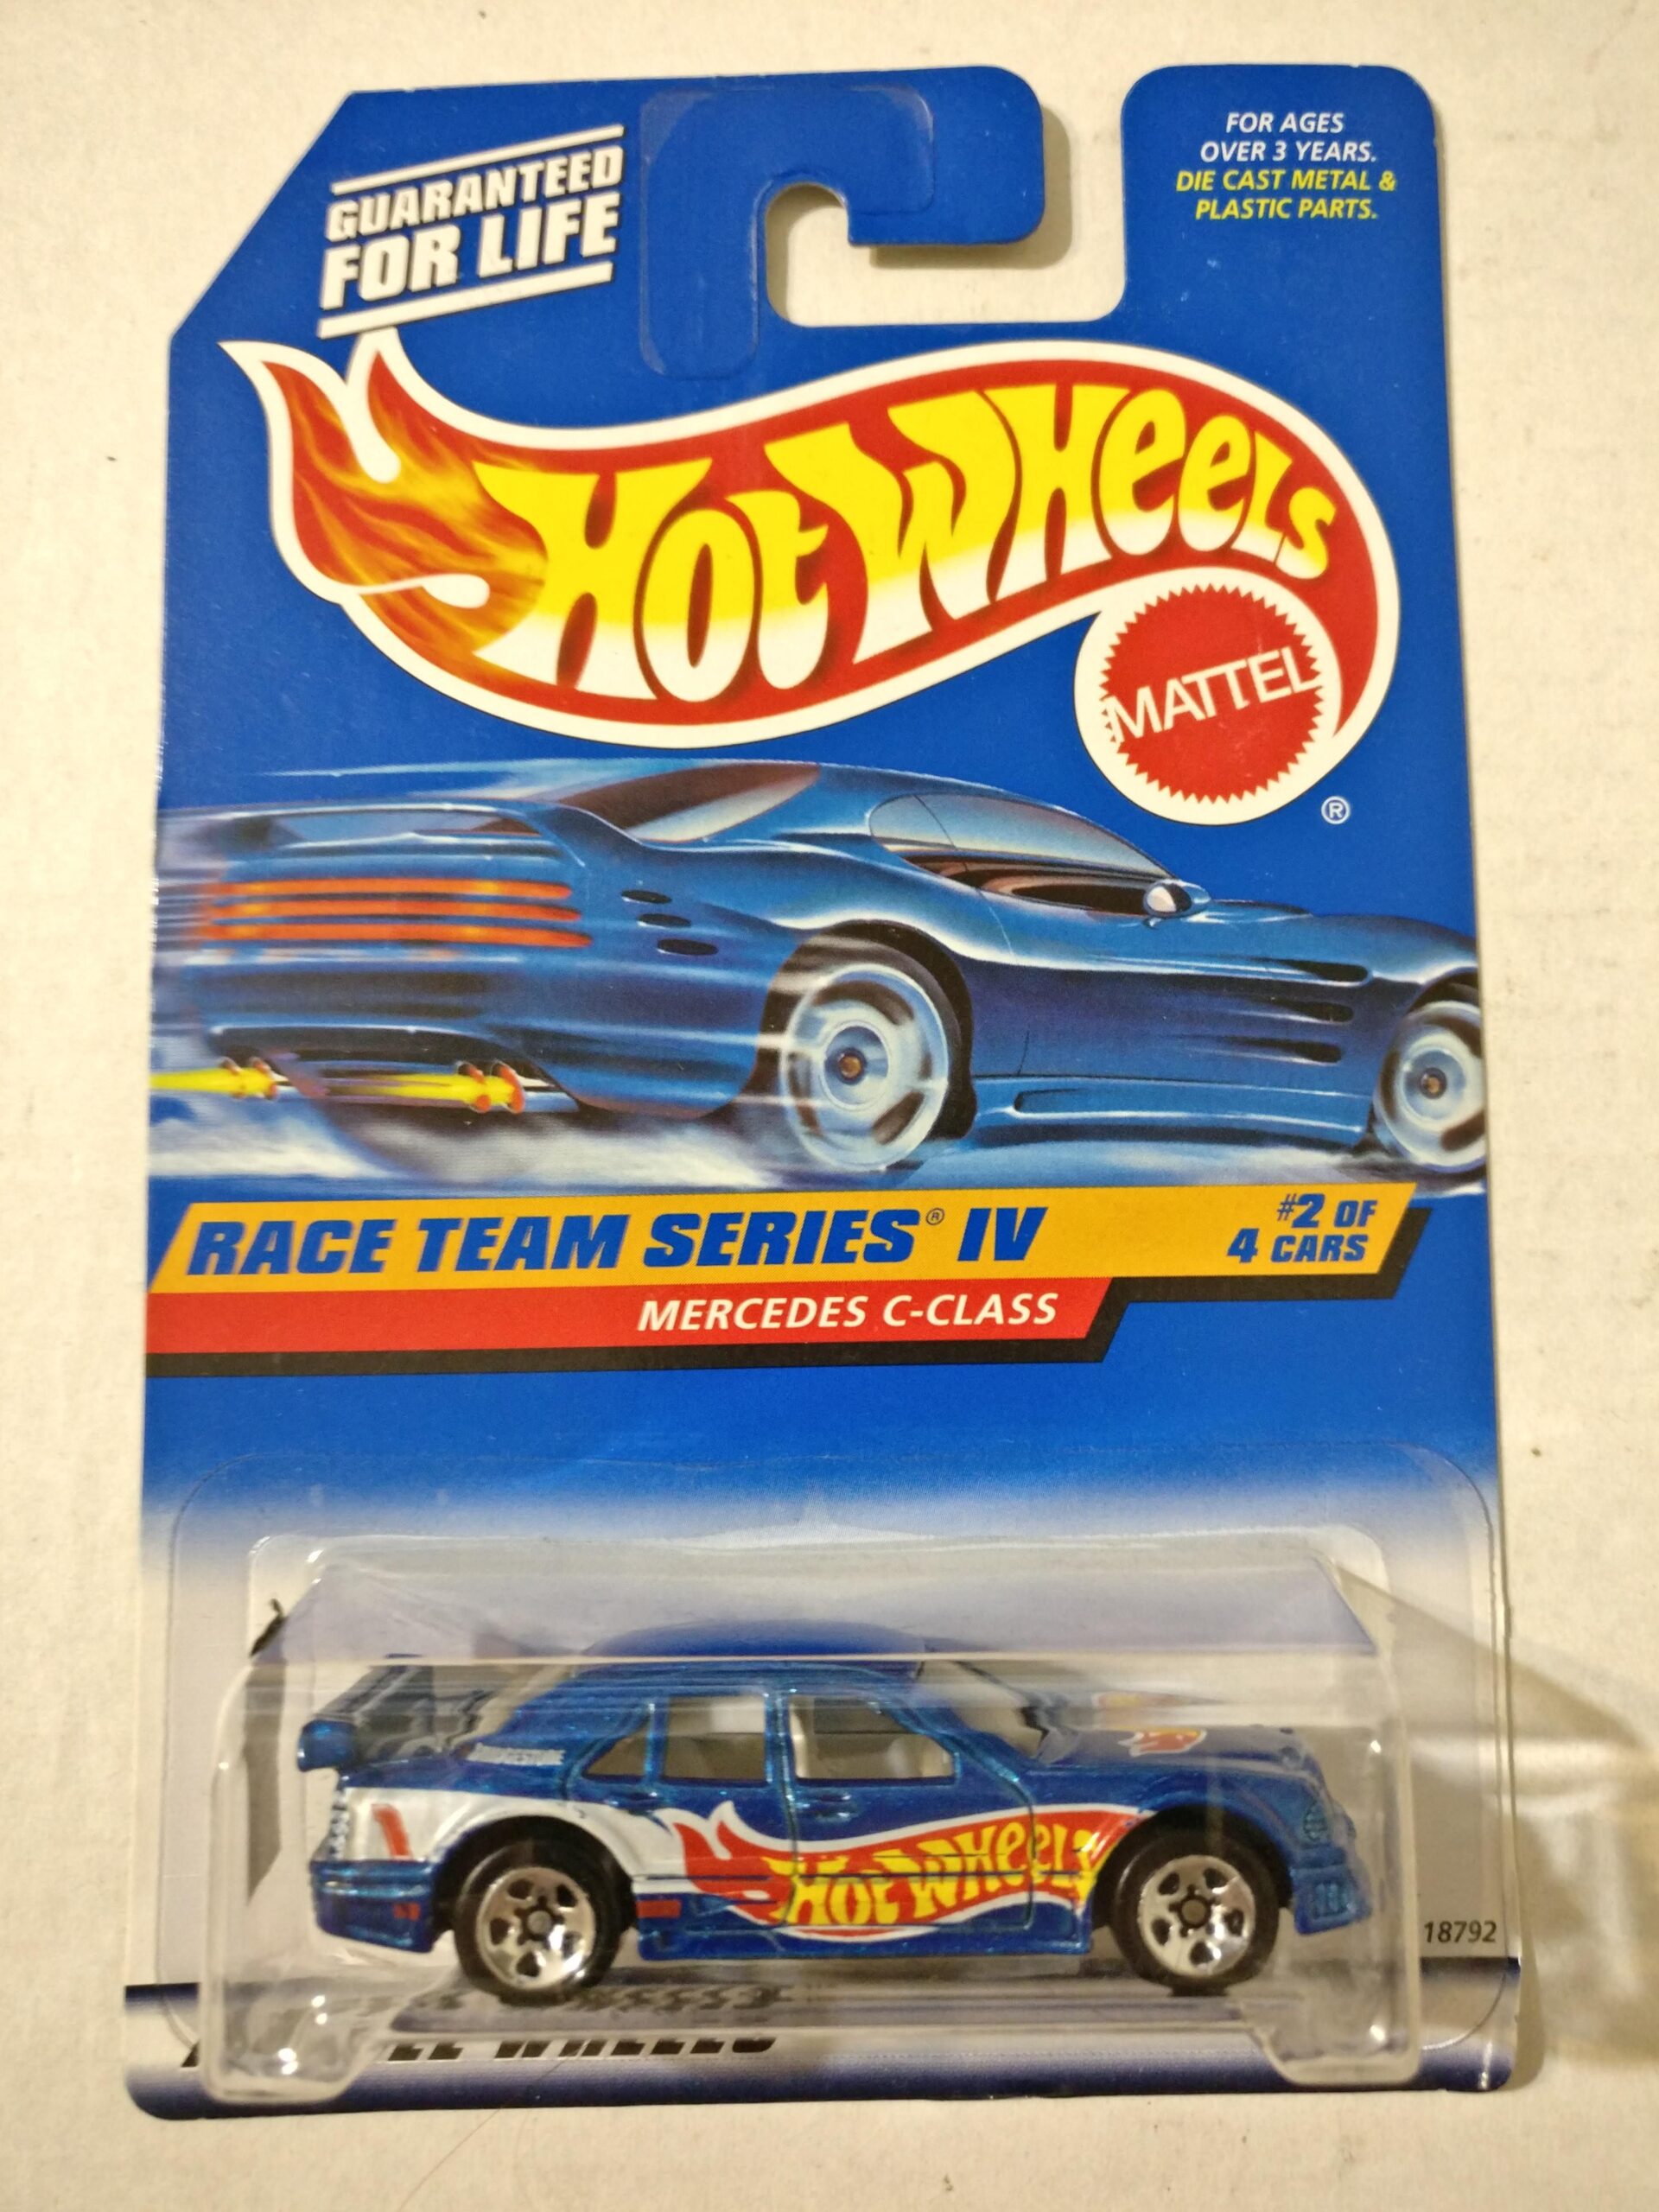 GUARANTEED
FOR LIFE
FOR AGES
OVER 3 YEARS.
DIE CAST METAL &
PLASTIC PARTS.
HOT WHEELS
MATTEL
®
RACE TEAM SERIES® IV
#2 OF
4 CARS
MERCEDES C-CLASS
BRIDGESTONE
HOT WHEELS
18792
WHEELS